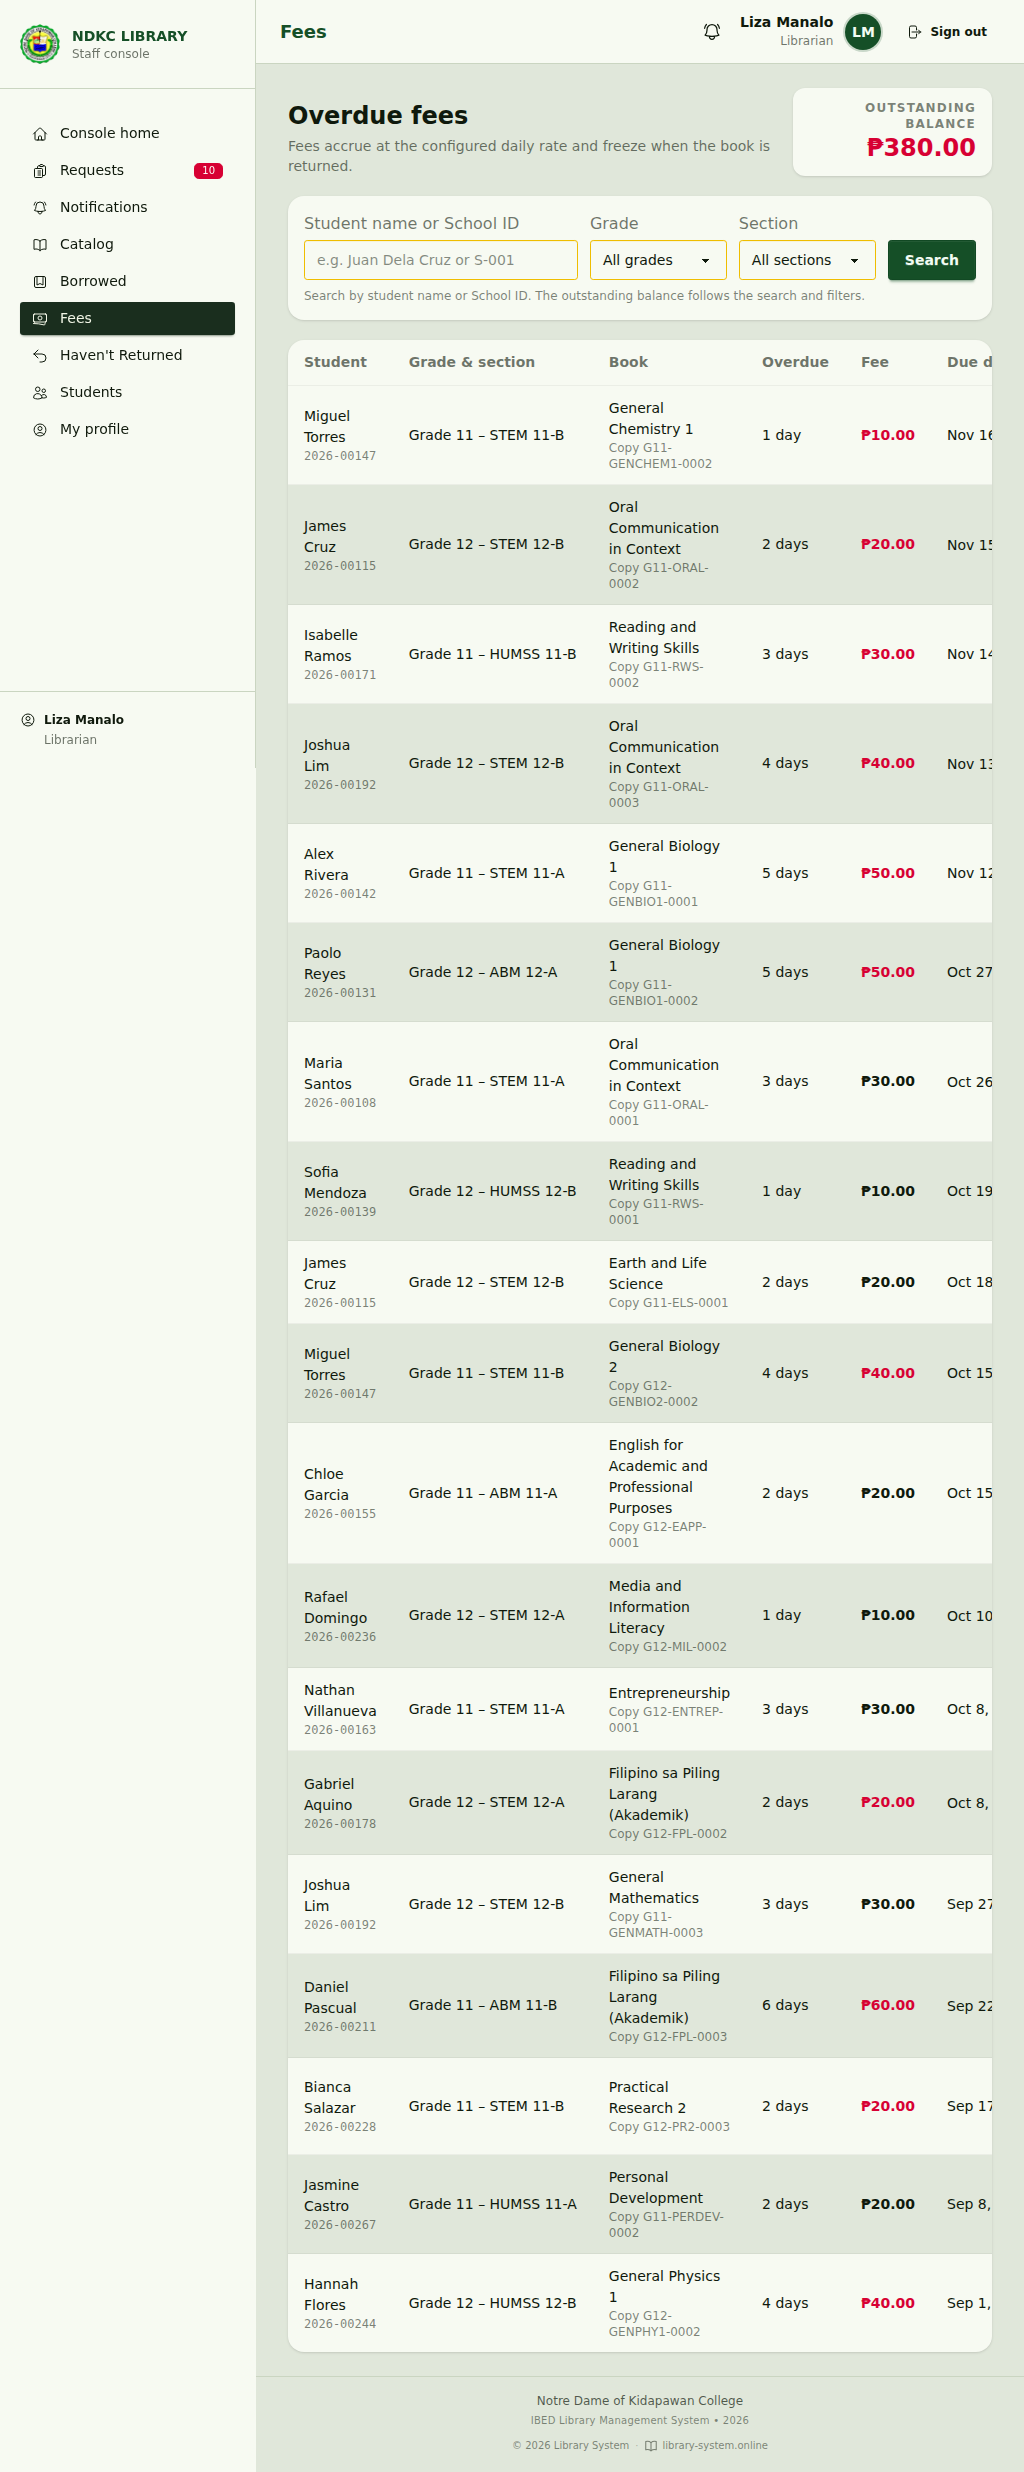 NDKC LIBRARY
Staff console
Console home
Requests 10
Notifications
Catalog
Borrowed
Fees
Haven't Returned
Students
My profile
Liza Manalo
Librarian
Fees
Liza Manalo
Librarian
LM
Sign out
Overdue fees
Fees accrue at the configured daily rate and freeze when the book is
returned.
OUTSTANDING
BALANCE
₱380.00
Student name or School ID
Grade
Section
e.g. Juan Dela Cruz or S-001
All grades
All sections
Search
Search by student name or School ID. The outstanding balance follows the search and filters.
Student Grade & section Book Overdue Fee Due d
Miguel
Torres
2026-00147
Grade 11 – STEM 11-B
General
Chemistry 1
Copy G11-
GENCHEM1-0002
1 day
₱10.00
Nov 16
James
Cruz
2026-00115
Grade 12 – STEM 12-B
Oral
Communication
in Context
Copy G11-ORAL-
0002
2 days
₱20.00
Nov 15
Isabelle
Ramos
2026-00171
Grade 11 – HUMSS 11-B
Reading and
Writing Skills
Copy G11-RWS-
0002
3 days
₱30.00
Nov 14
Joshua
Lim
2026-00192
Grade 12 – STEM 12-B
Oral
Communication
in Context
Copy G11-ORAL-
0003
4 days
₱40.00
Nov 13
Alex
Rivera
2026-00142
Grade 11 – STEM 11-A
General Biology
1
Copy G11-
GENBIO1-0001
5 days
₱50.00
Nov 12
Paolo
Reyes
2026-00131
Grade 12 – ABM 12-A
General Biology
1
Copy G11-
GENBIO1-0002
5 days
₱50.00
Oct 27
Maria
Santos
2026-00108
Grade 11 – STEM 11-A
Oral
Communication
in Context
Copy G11-ORAL-
0001
3 days
₱30.00
Oct 26
Sofia
Mendoza
2026-00139
Grade 12 – HUMSS 12-B
Reading and
Writing Skills
Copy G11-RWS-
0001
1 day
₱10.00
Oct 19
James
Cruz
2026-00115
Grade 12 – STEM 12-B
Earth and Life
Science
Copy G11-ELS-0001
2 days
₱20.00
Oct 18
Miguel
Torres
2026-00147
Grade 11 – STEM 11-B
General Biology
2
Copy G12-
GENBIO2-0002
4 days
₱40.00
Oct 15
Chloe
Garcia
2026-00155
Grade 11 – ABM 11-A
English for
Academic and
Professional
Purposes
Copy G12-EAPP-
0001
2 days
₱20.00
Oct 15
Rafael
Domingo
2026-00236
Grade 12 – STEM 12-A
Media and
Information
Literacy
Copy G12-MIL-0002
1 day
₱10.00
Oct 10
Nathan
Villanueva
2026-00163
Grade 11 – STEM 11-A
Entrepreneurship
Copy G12-ENTREP-
0001
3 days
₱30.00
Oct 8,
Gabriel
Aquino
2026-00178
Grade 12 – STEM 12-A
Filipino sa Piling
Larang
(Akademik)
Copy G12-FPL-0002
2 days
₱20.00
Oct 8,
Joshua
Lim
2026-00192
Grade 12 – STEM 12-B
General
Mathematics
Copy G11-
GENMATH-0003
3 days
₱30.00
Sep 27
Daniel
Pascual
2026-00211
Grade 11 – ABM 11-B
Filipino sa Piling
Larang
(Akademik)
Copy G12-FPL-0003
6 days
₱60.00
Sep 22
Bianca
Salazar
2026-00228
Grade 11 – STEM 11-B
Practical
Research 2
Copy G12-PR2-0003
2 days
₱20.00
Sep 17
Jasmine
Castro
2026-00267
Grade 11 – HUMSS 11-A
Personal
Development
Copy G11-PERDEV-
0002
2 days
₱20.00
Sep 8,
Hannah
Flores
2026-00244
Grade 12 – HUMSS 12-B
General Physics
1
Copy G12-
GENPHY1-0002
4 days
₱40.00
Sep 1,
Notre Dame of Kidapawan College
IBED Library Management System • 2026
© 2026 Library System · library-system.online